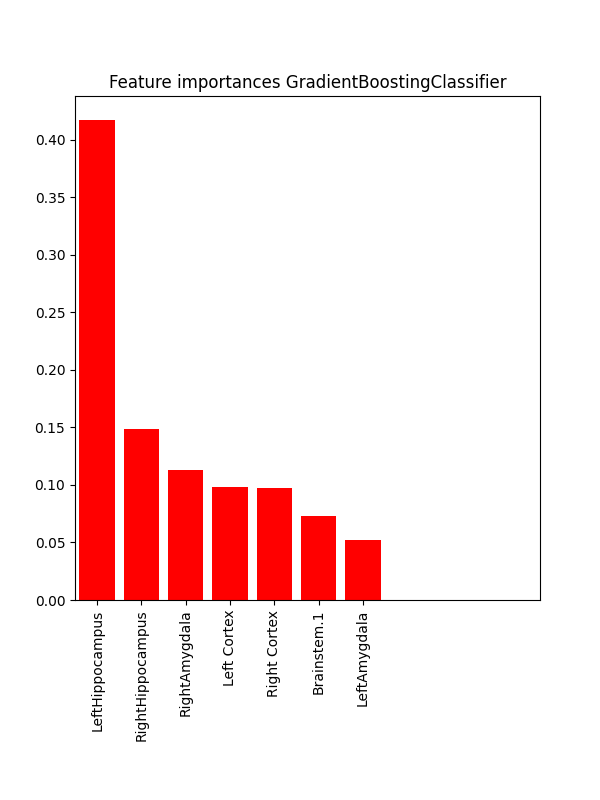 Feature importances GradientBoostingClassifier
0.40
0.35
0.30
0.25
0.20
0.15
0.10
0.05
0.00
LeftHippocampus
RightHippocampus
RightAmygdala
Left Cortex
Right Cortex
Brainstem.1
LeftAmygdala